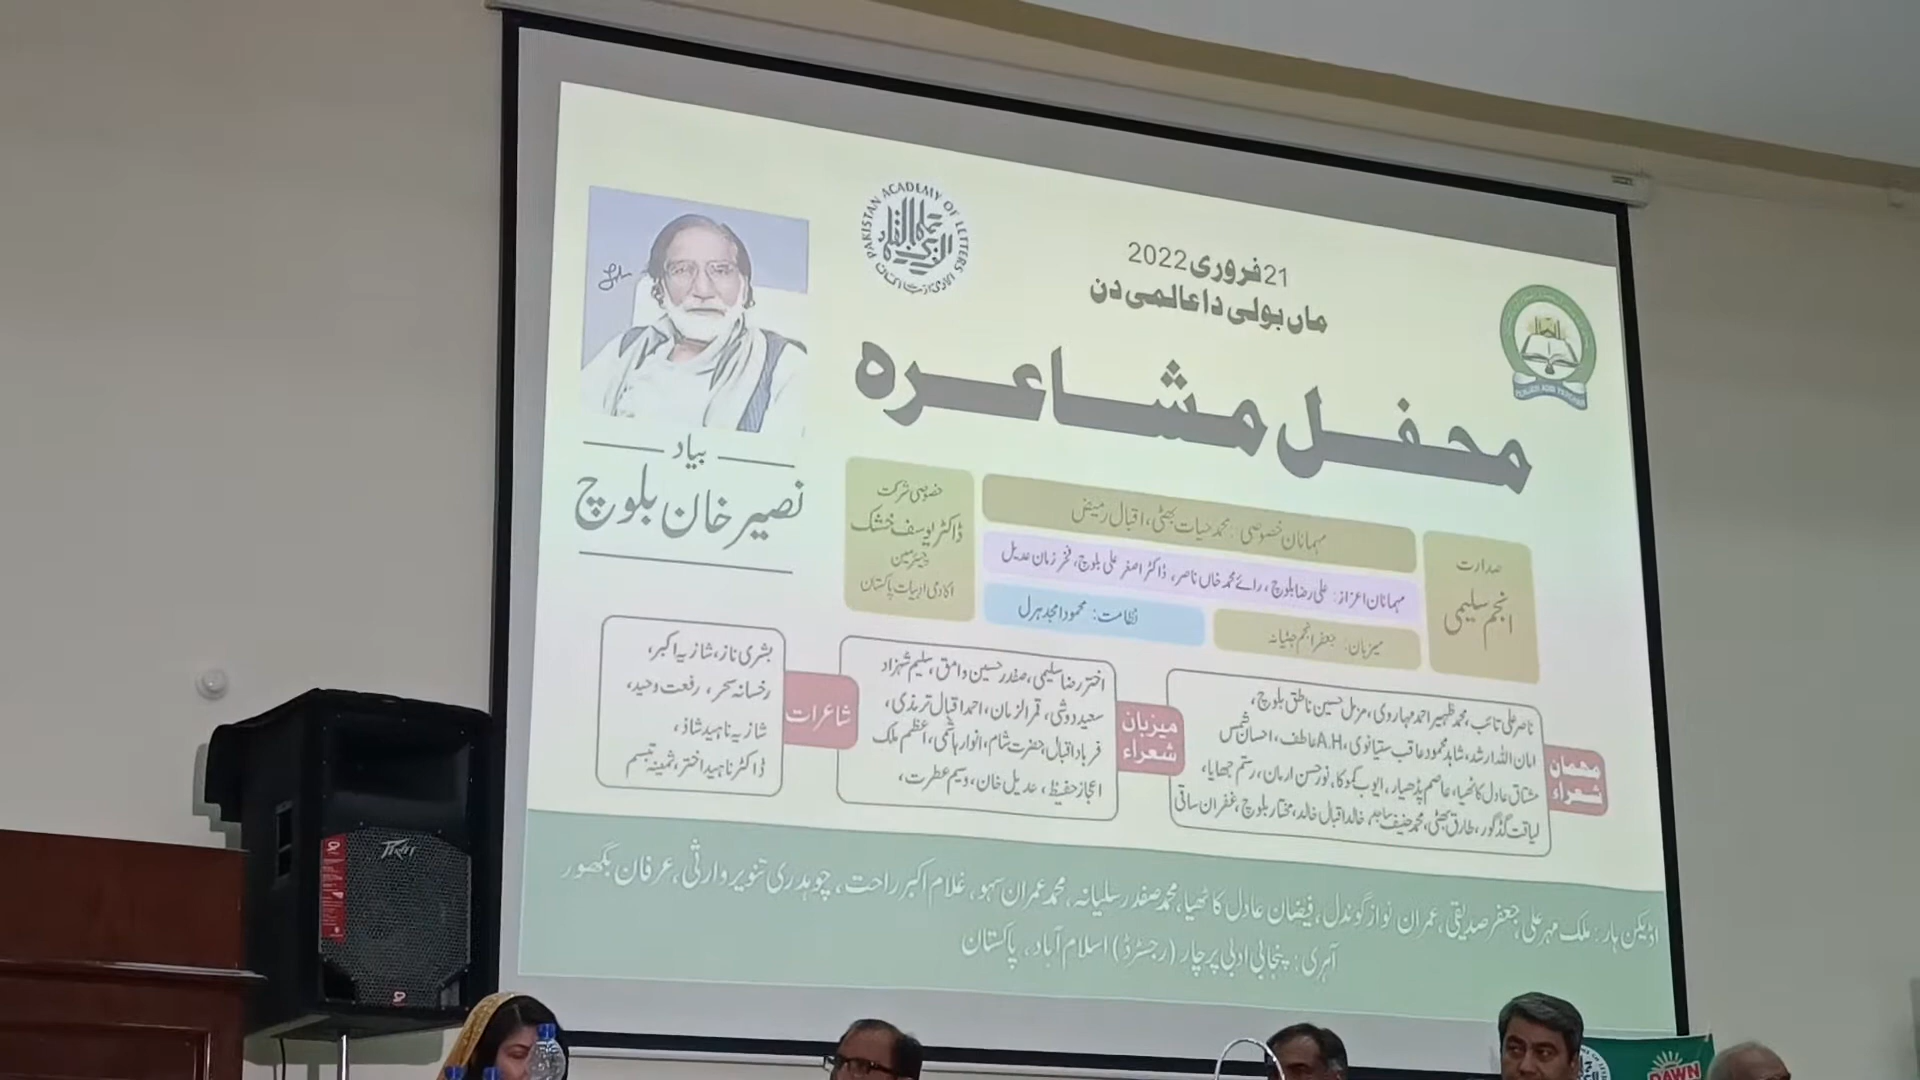 PAKISTAN ACADEMY OF LETTERS
21 فروری 2022
ماں بولی دا عالمی دن
محفل مشاعرہ
بیاد
نصیر خان بلوچ
صدارت
انجم سلیمی
مہمانان خصوصی: محمد حیات بھٹی، اقبال رمیض
مہمانان اعزاز: علی رضا بلوچ، رائے محمد خاں ناصر، ڈاکٹر اصغر علی بلوچ، فخر زمان عدیل
میزبان: جعفر انجم چٹیانہ
نظامت: محمود امجد ہرل
خصوصی شرکت
ڈاکٹر یوسف خشک
چیئرمین
اکادمی ادبیات پاکستان
مہمان شعراء
ناصر علی تائب، محمد ظہیر احمد مہاروی، مزمل حسین ناطق بلوچ،
امان اللہ ارشد، شاہد محمود عاقب ستیانوی، A.H عاطف، احسان شمس
مشتاق عادل کاٹھیا، عاصم پڈھیار، ایوب کموکا، نور حسن ارمان، رستم جھایا،
لیاقت گڈگور، طارق بھٹی، محمد حنیف ساجد، خالد اقبال خالد، مختار بلوچ، غفران ساقی
میزبان شعراء
اختر رضا سلیمی، صفدر حسین وامق، سلیم شہزاد
سعید دوشی، قمر الزمان، احمد اقبال ترمذی،
فرہاد اقبال، حضرت شام، انوار ہاشمی، اعظم ملک
اعجاز حفیظ، عدیل خان، وسیم عطرت،
شاعرات
بشری ناز، شازیہ اکبر،
رخسانہ سحر، رفعت وحید،
شازیہ ناہید شاذ،
ڈاکٹر ناہید اختر، ثمینہ تبسم
اڈیکن ہار: ملک مہر علی، جعفر صدیقی، عمران نواز گوندل، فیضان عادل کاٹھیا، محمد صفدر سلیانہ، محمد عمران سہو، غلام اکبر راحت، چوہدری تنویر وارثی، عرفان بگھور
آہری: پنجابی ادبی پرچار (رجسٹرڈ) اسلام آباد، پاکستان
PEAVEY
DAWN